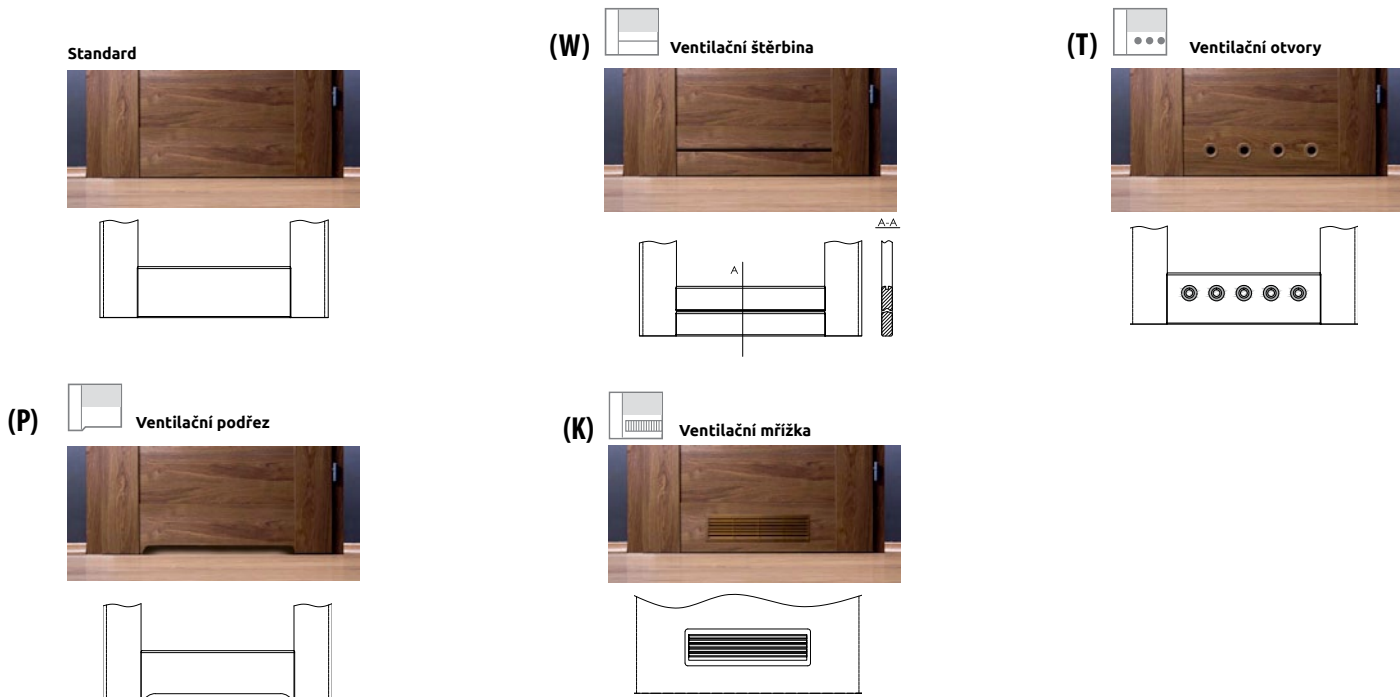 Standard
(W) Ventilační štěrbina
(T) Ventilační otvory
A-A
A
(P) Ventilační podřez
(K) Ventilační mřížka